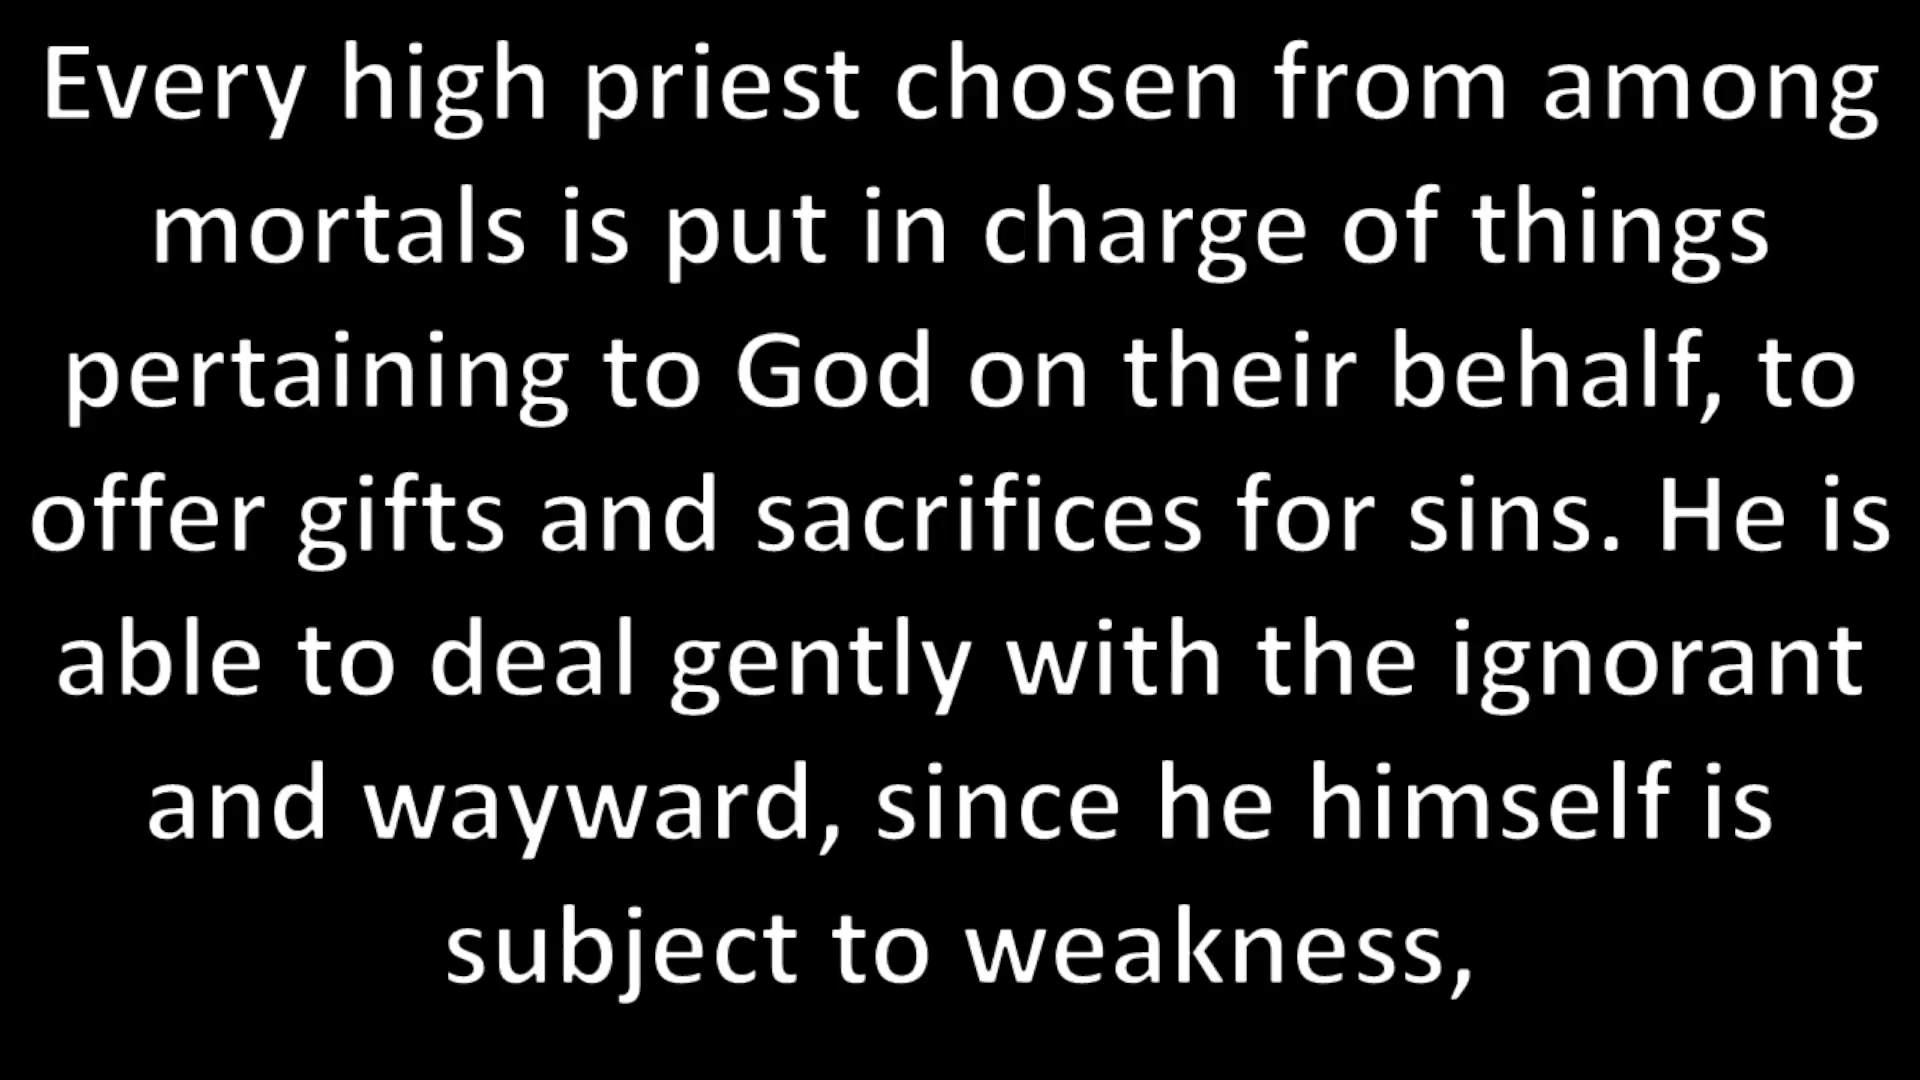 Every high priest chosen from among
mortals is put in charge of things
pertaining to God on their behalf, to
offer gifts and sacrifices for sins. He is
able to deal gently with the ignorant
and wayward, since he himself is
subject to weakness,